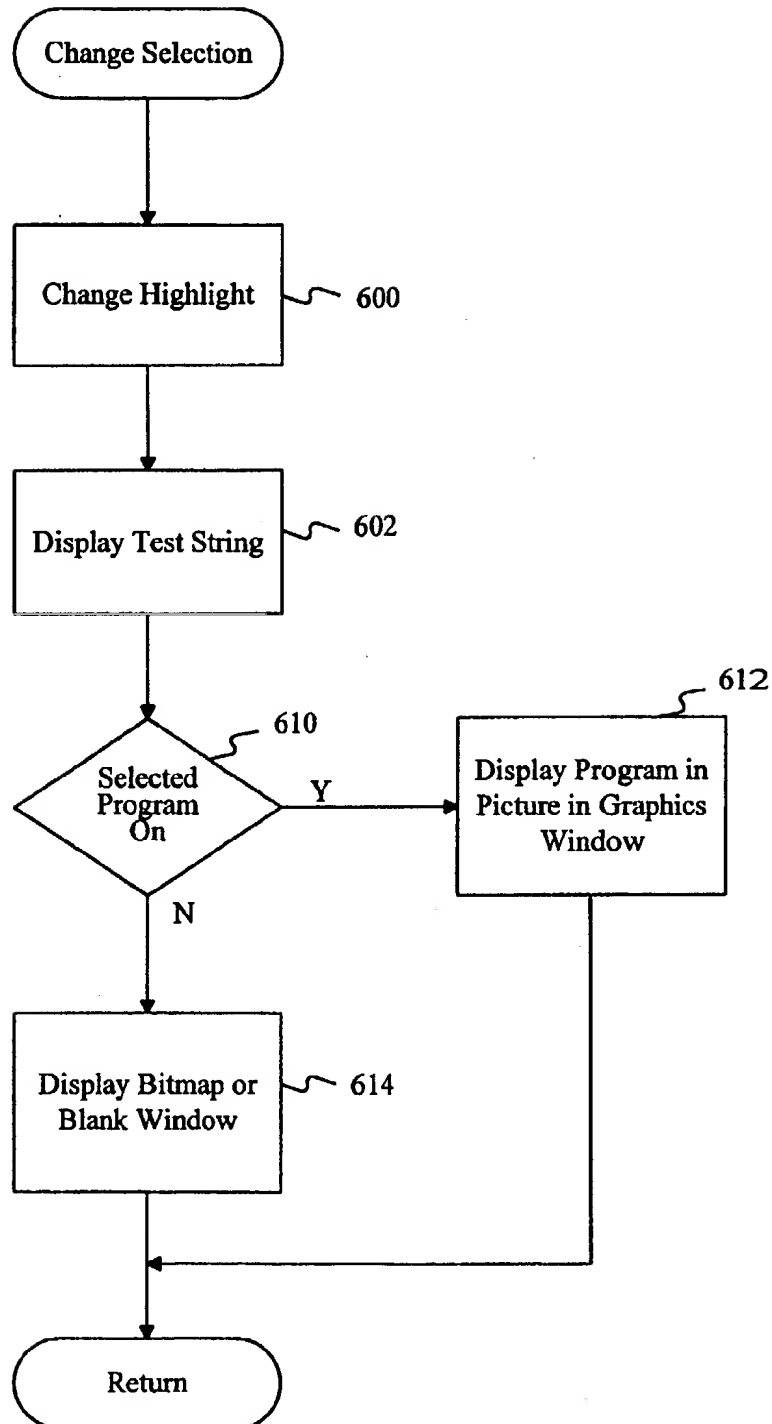 Change Selection
Change Highlight
600
Display Test String
602
610
Selected
Program
On
Y
612
Display Program in
Picture in Graphics
Window
N
Display Bitmap or
Blank Window
614
Return